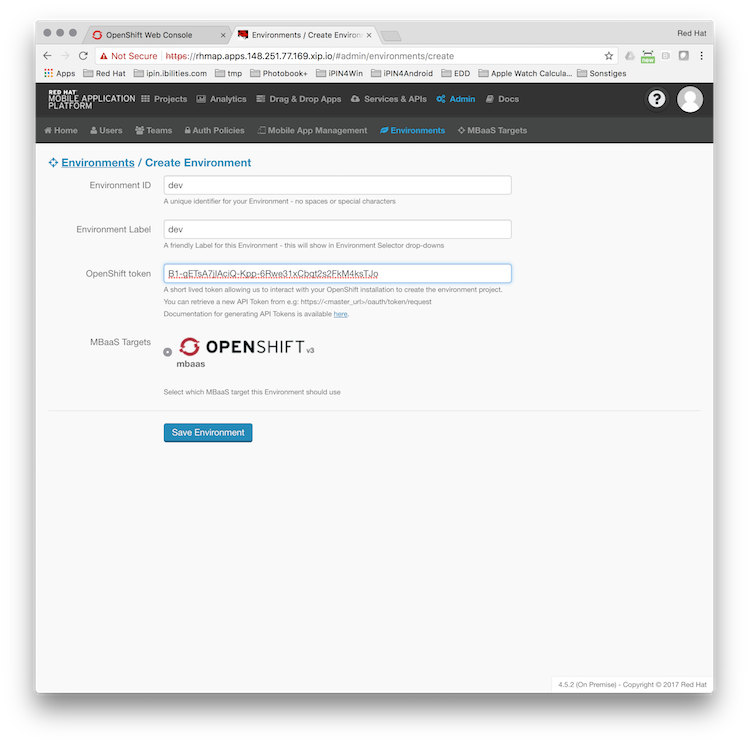 OpenShift Web Console
Environments / Create Environ
Red Hat
Not Secure https://rhmap.apps.148.251.77.169.xip.io/#admin/environments/create
new
Apps Red Hat ipin.ibilities.com tmp Photobook+ iPIN4Win iPIN4Android EDD Apple Watch Calcula... Sonstiges
RED HAT
MOBILE APPLICATION
PLATFORM
Projects Analytics Drag & Drop Apps Services & APIs Admin Docs ?
Home Users Teams Auth Policies Mobile App Management Environments MBaaS Targets
Environments / Create Environment
Environment ID dev
A unique identifier for your Environment - no spaces or special characters
Environment Label dev
A friendly Label for this Environment - this will show in Environment Selector drop-downs
OpenShift token B1-gETsA7jlAciQ-Kpp-6Rwe31xCbqt2s2FkM4ksTJo
A short lived token allowing us to interact with your OpenShift installation to create the environment project.
You can retrieve a new API Token from e.g: https://<master_url>/oauth/token/request
Documentation for generating API Tokens is available here.
MBaaS Targets OPENSHIFT v3
mbaas
Select which MBaaS target this Environment should use
Save Environment
4.5.2 (On Premise) - Copyright © 2017 Red Hat